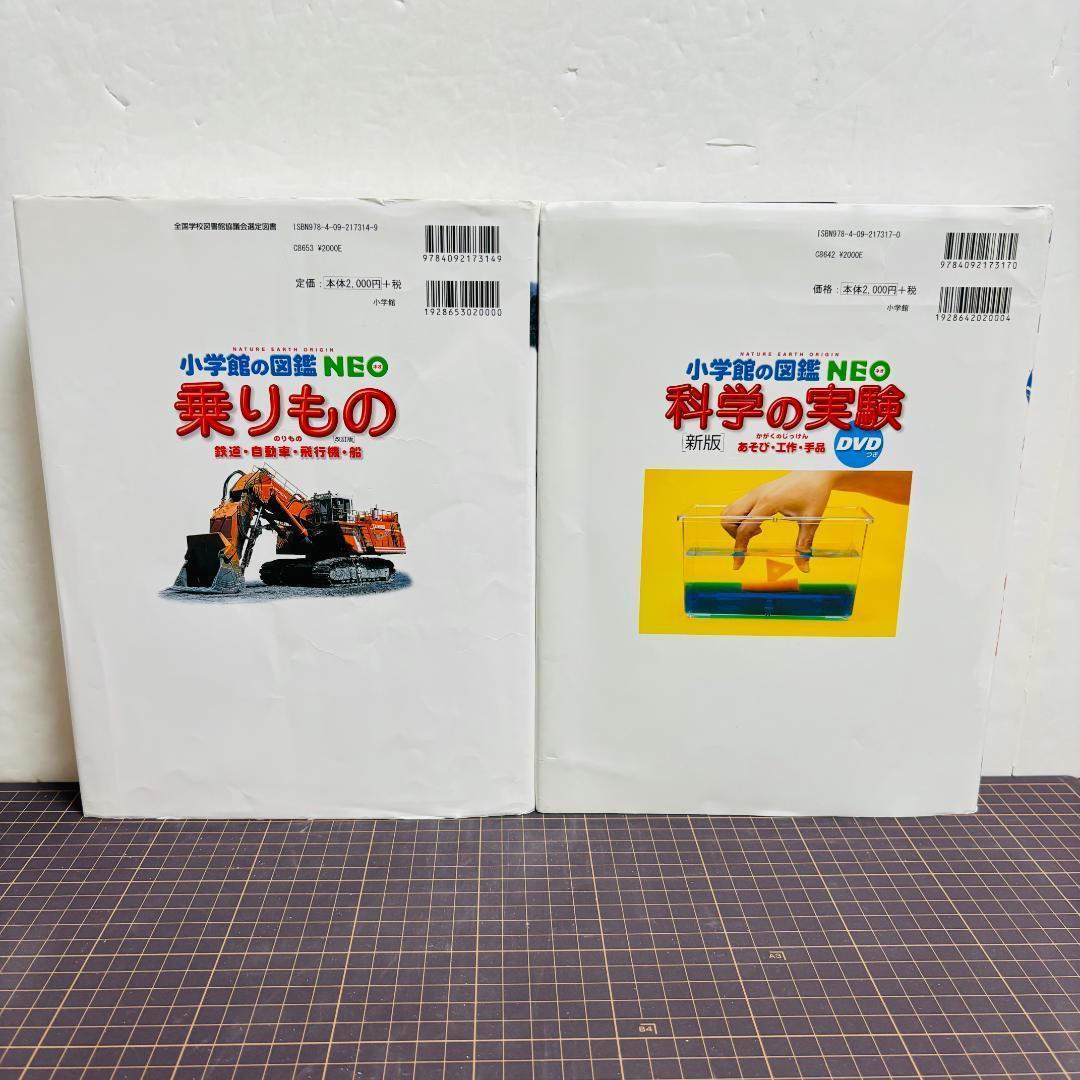 全国学校図書館協議会選定図書
ISBN978-4-09-217314-9
C8653 ¥2000E
9784092173149
定価：本体2,000円+税
小学館
1928653020000
NATURE EARTH ORIGIN
小学館の図鑑 NEO
ネオ
乗りもの
のりもの
[改訂版]
鉄道・自動車・飛行機・船
ISBN978-4-09-217317-0
C8642 ¥2000E
9784092173170
価格：本体2,000円+税
小学館
1928642020004
NATURE EARTH ORIGIN
小学館の図鑑 NEO
ネオ
科学の実験
かがくのじっけん
[新版]
あそび・工作・手品
DVD
つき
A3
B4